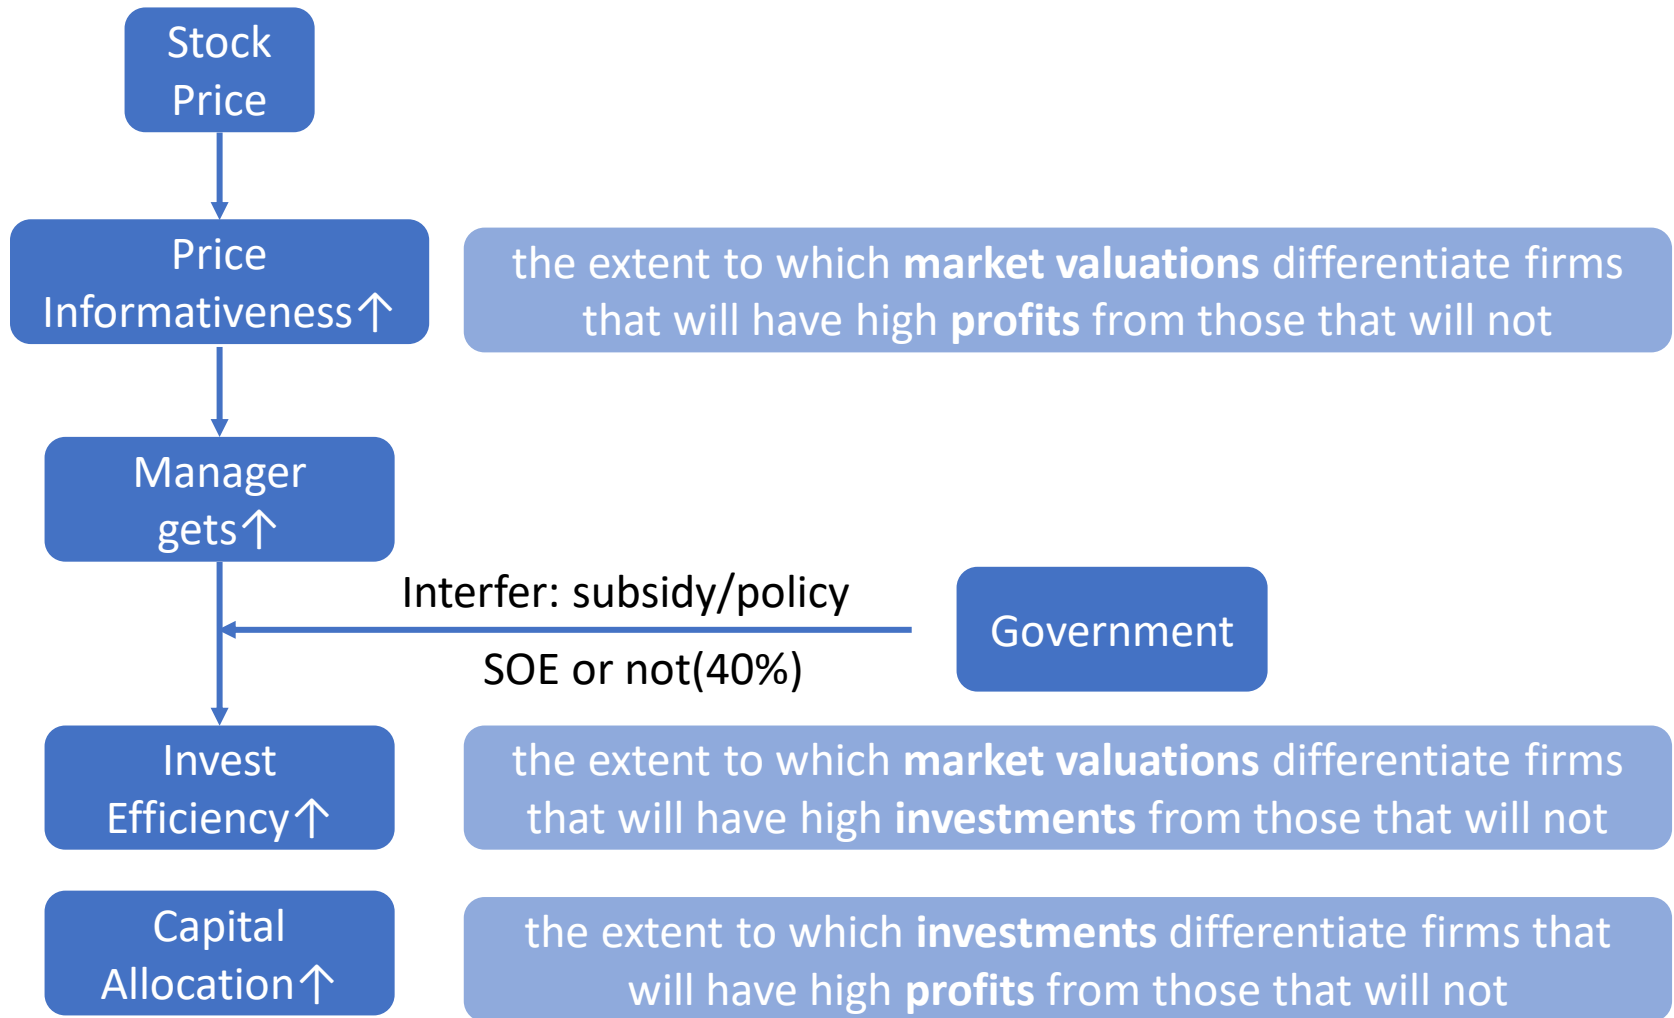 Stock
Price
Price
Informativeness↑
the extent to which market valuations differentiate firms
that will have high profits from those that will not
Manager
gets↑
Interfer: subsidy/policy
Government
SOE or not(40%)
Invest
Efficiency↑
the extent to which market valuations differentiate firms
that will have high investments from those that will not
Capital
Allocation↑
the extent to which investments differentiate firms that
will have high profits from those that will not